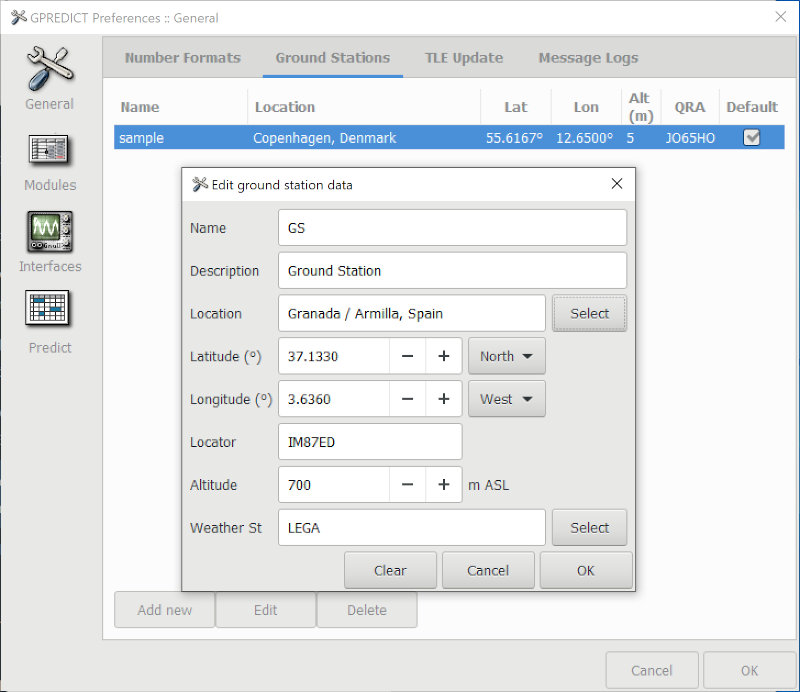 GPREDICT Preferences :: General
General
Modules
Interfaces
Predict
Number Formats Ground Stations TLE Update Message Logs
Name Location Lat Lon Alt (m) QRA Default
sample Copenhagen, Denmark 55.6167º 12.6500º 5 JO65HO
Edit ground station data
Name GS
Description Ground Station
Location Granada / Armilla, Spain Select
Latitude (º) 37.1330 − + North
Longitude (º) 3.6360 − + West
Locator IM87ED
Altitude 700 − + m ASL
Weather St LEGA Select
Clear Cancel OK
Add new Edit Delete
Cancel OK